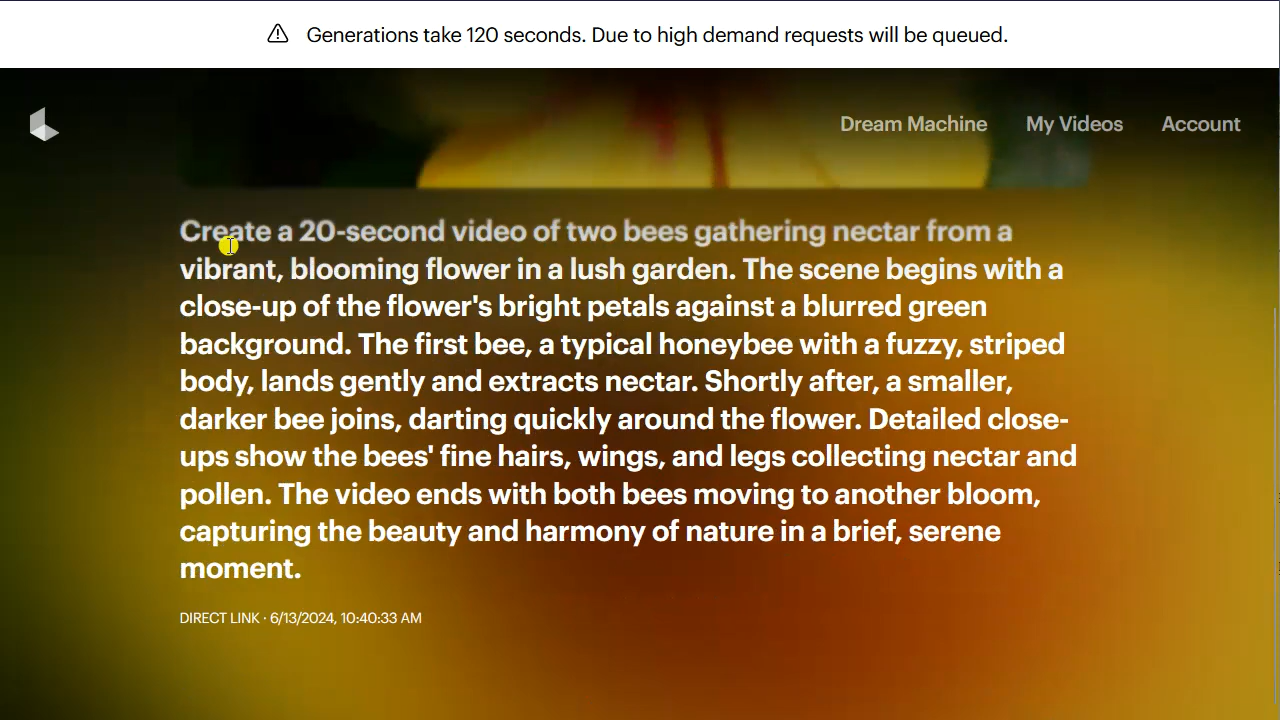 Generations take 120 seconds. Due to high demand requests will be queued.
Dream Machine My Videos Account
Create a 20-second video of two bees gathering nectar from a
vibrant, blooming flower in a lush garden. The scene begins with a
close-up of the flower's bright petals against a blurred green
background. The first bee, a typical honeybee with a fuzzy, striped
body, lands gently and extracts nectar. Shortly after, a smaller,
darker bee joins, darting quickly around the flower. Detailed close-
ups show the bees' fine hairs, wings, and legs collecting nectar and
pollen. The video ends with both bees moving to another bloom,
capturing the beauty and harmony of nature in a brief, serene
moment.
DIRECT LINK · 6/13/2024, 10:40:33 AM